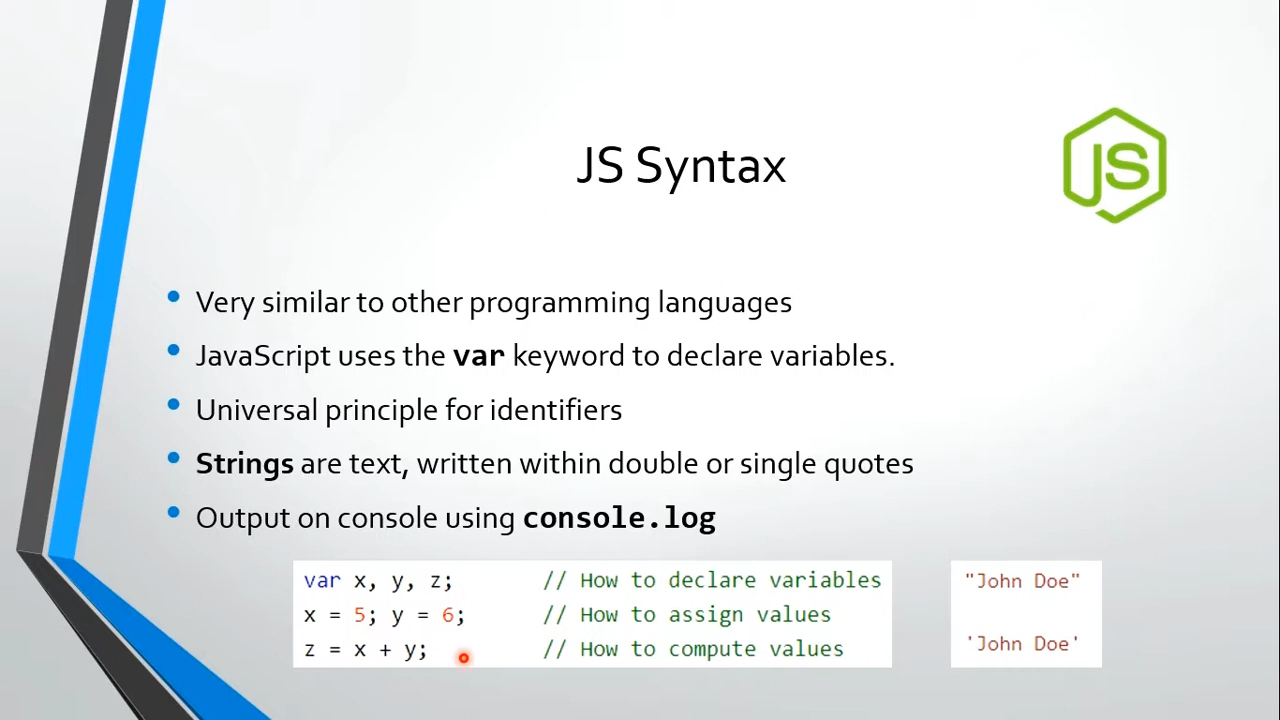 JS Syntax
JS
Very similar to other programming languages
JavaScript uses the var keyword to declare variables.
Universal principle for identifiers
Strings are text, written within double or single quotes
Output on console using console.log
var x, y, z; // How to declare variables
x = 5; y = 6; // How to assign values
z = x + y; // How to compute values
"John Doe"
'John Doe'